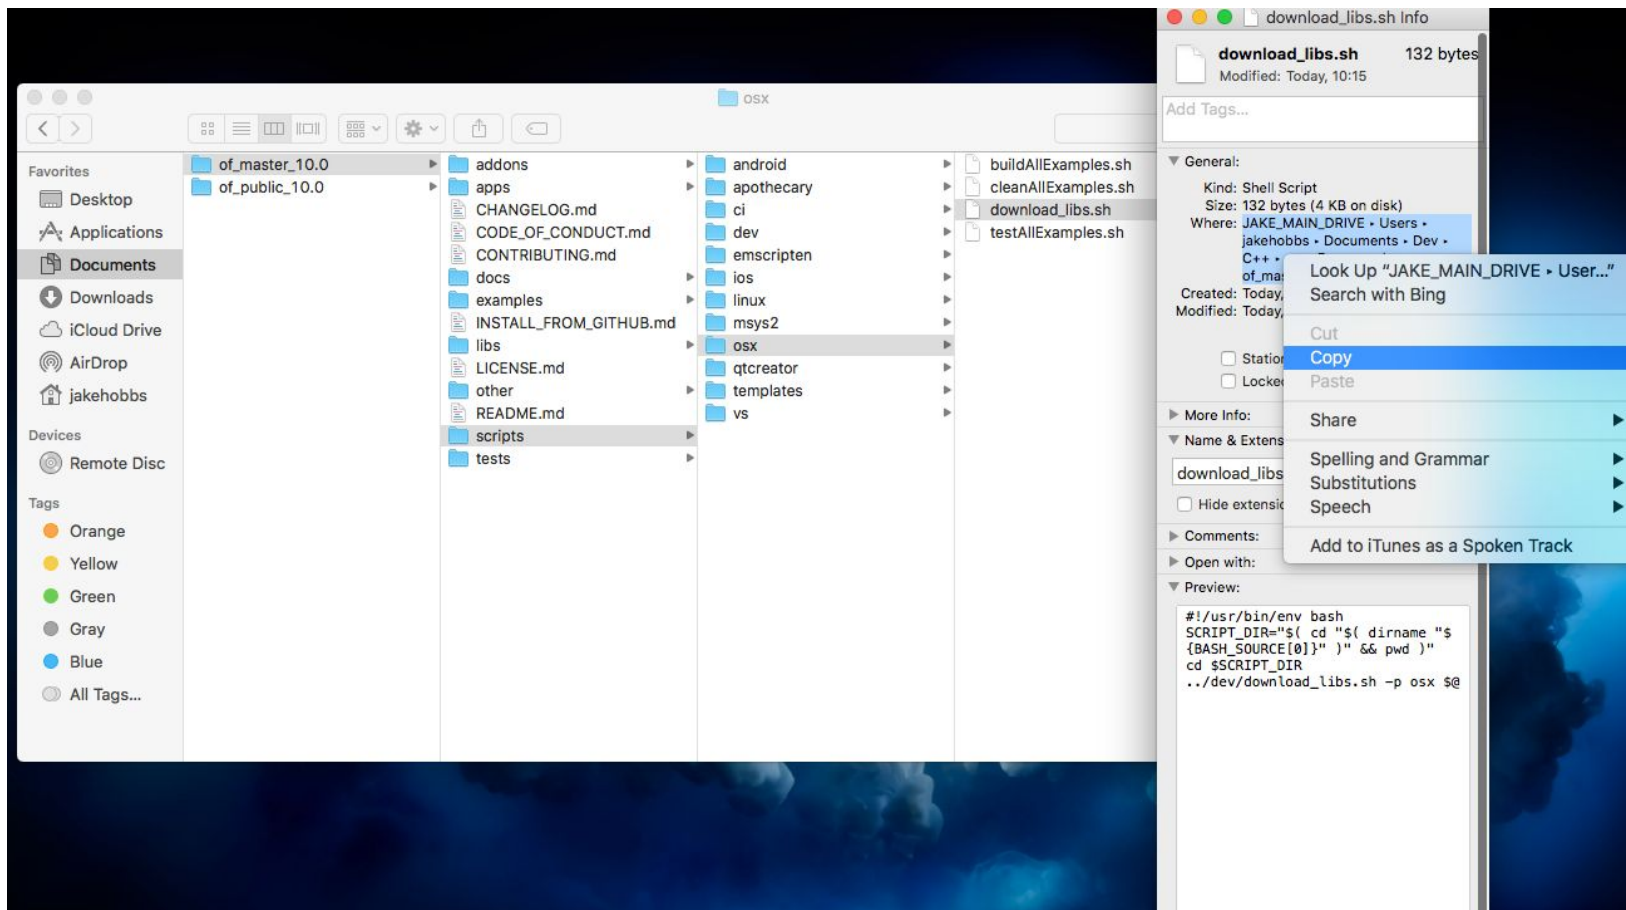 download_libs.sh Info
download_libs.sh 132 bytes
Modified: Today, 10:15
Add Tags...
General:
Kind: Shell Script
Size: 132 bytes (4 KB on disk)
Where: JAKE_MAIN_DRIVE ▸ Users ▸
jakehobbs ▸ Documents ▸ Dev ▸
C++ ▸
Created: Today,
Modified: Today,
Locked
More Info:
Name & Extens
download_libs
Hide extensio
Comments:
Open with:
Preview:
#!/usr/bin/env bash
SCRIPT_DIR="$( cd "$( dirname "$
{BASH_SOURCE[0]}" )" && pwd )"
cd $SCRIPT_DIR
../dev/download_libs.sh -p osx $@
Look Up "JAKE_MAIN_DRIVE ▸ User..."
Search with Bing
Cut
Copy
Paste
Share
Spelling and Grammar
Substitutions
Speech
Add to iTunes as a Spoken Track
osx
Favorites
Desktop
Applications
Documents
Downloads
iCloud Drive
AirDrop
jakehobbs
Devices
Remote Disc
Tags
Orange
Yellow
Green
Gray
Blue
All Tags...
of_master_10.0
of_public_10.0
addons
apps
CHANGELOG.md
CODE_OF_CONDUCT.md
CONTRIBUTING.md
docs
examples
INSTALL_FROM_GITHUB.md
libs
LICENSE.md
other
README.md
scripts
tests
android
apothecary
ci
dev
emscripten
ios
linux
msys2
osx
qtcreator
templates
vs
buildAllExamples.sh
cleanAllExamples.sh
download_libs.sh
testAllExamples.sh